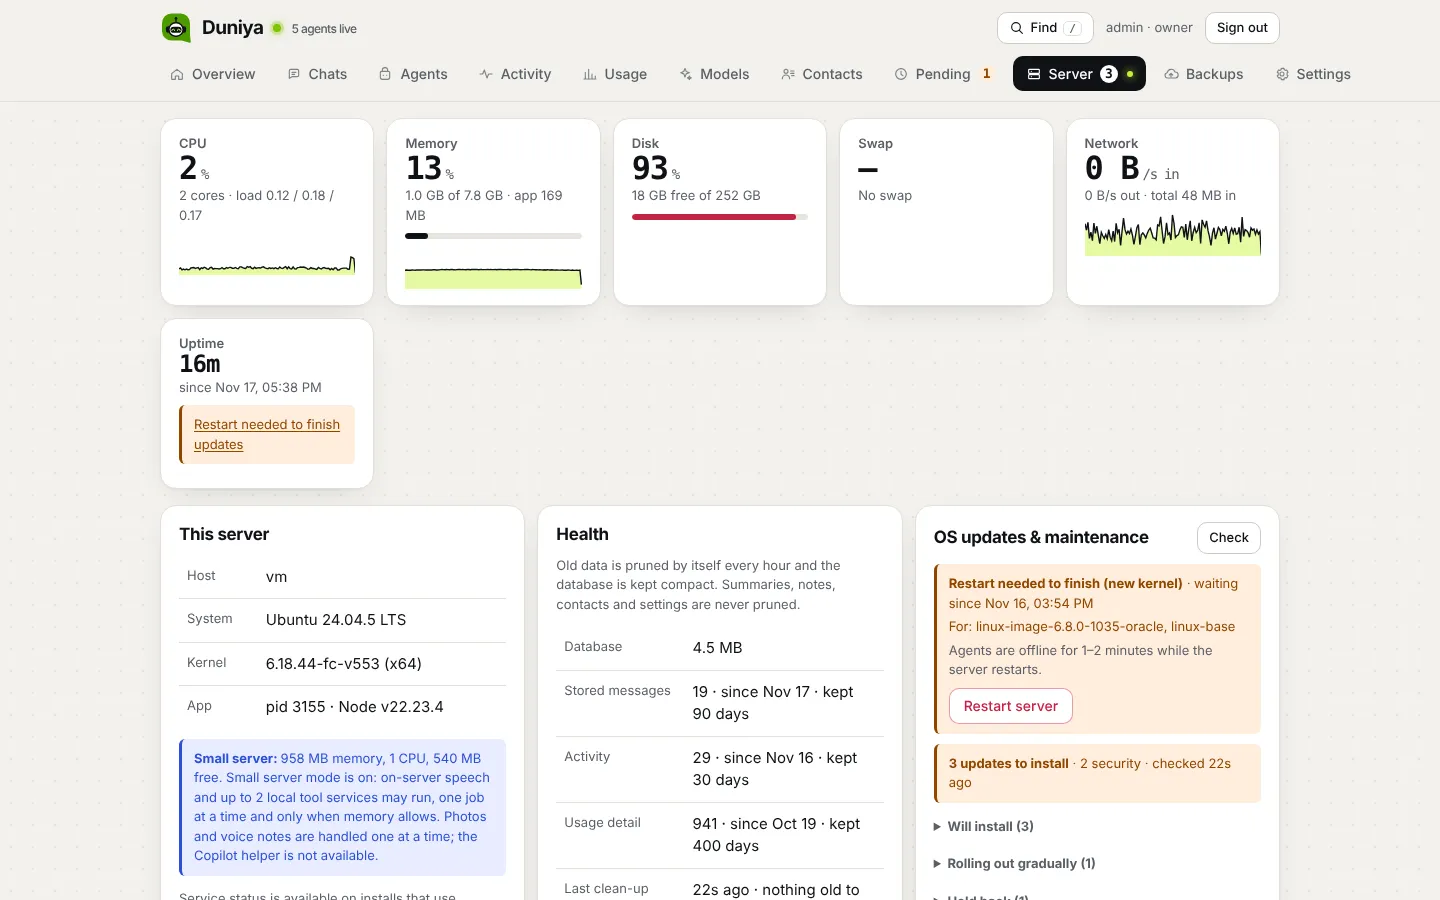 Duniya
5 agents live
Find /
admin · owner
Sign out
Overview
Chats
Agents
Activity
Usage
Models
Contacts
Pending 1
Server 3
Backups
Settings
CPU
2 %
2 cores · load 0.12 / 0.18 /
0.17
Memory
13 %
1.0 GB of 7.8 GB · app 169
MB
Disk
93 %
18 GB free of 252 GB
Swap
–
No swap
Network
0 B /s in
0 B/s out · total 48 MB in
Uptime
16m
since Nov 17, 05:38 PM
Restart needed to finish
updates
This server
Host vm
System Ubuntu 24.04.5 LTS
Kernel 6.18.44-fc-v553 (x64)
App pid 3155 · Node v22.23.4
Small server: 958 MB memory, 1 CPU, 540 MB
free. Small server mode is on: on-server speech
and up to 2 local tool services may run, one job
at a time and only when memory allows. Photos
and voice notes are handled one at a time; the
Copilot helper is not available.
Service status is available on installs that use
Health
Old data is pruned by itself every hour and the
database is kept compact. Summaries, notes,
contacts and settings are never pruned.
Database 4.5 MB
Stored messages 19 · since Nov 17 · kept
90 days
Activity 29 · since Nov 16 · kept
30 days
Usage detail 941 · since Oct 19 · kept
400 days
Last clean-up 22s ago · nothing old to
OS updates & maintenance
Check
Restart needed to finish (new kernel) · waiting
since Nov 16, 03:54 PM
For: linux-image-6.8.0-1035-oracle, linux-base
Agents are offline for 1–2 minutes while the
server restarts.
Restart server
3 updates to install · 2 security · checked 22s
ago
Will install (3)
Rolling out gradually (1)
Held back (1)